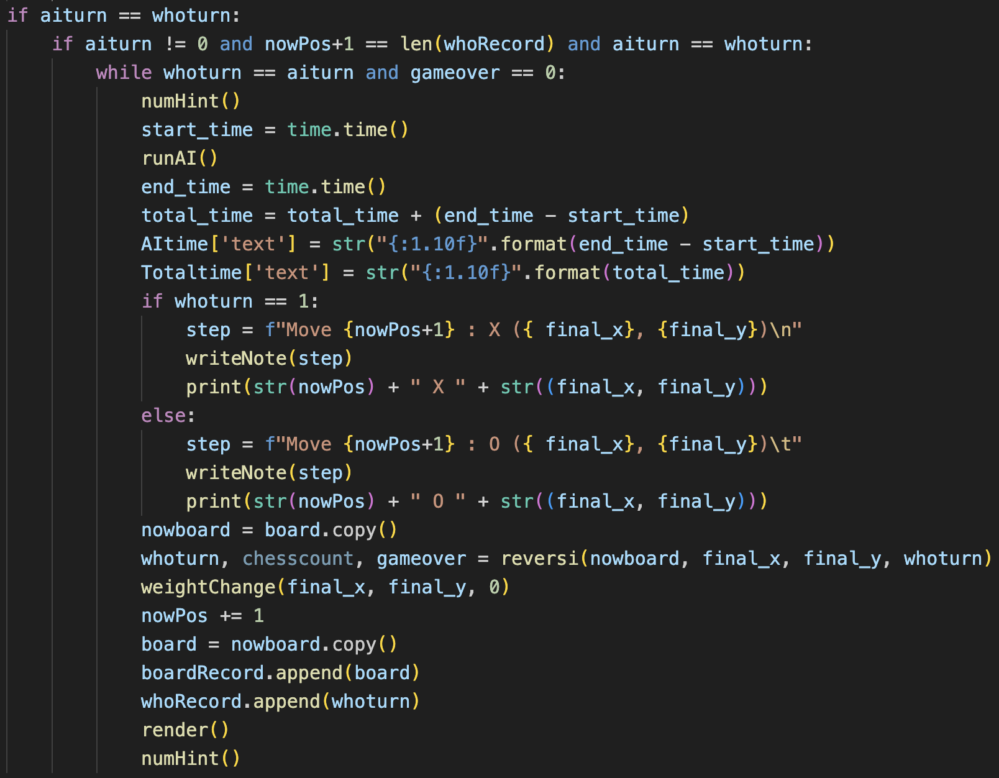 if aiturn == whoturn:
    if aiturn != 0 and nowPos+1 == len(whoRecord) and aiturn == whoturn:
        while whoturn == aiturn and gameover == 0:
            numHint()
            start_time = time.time()
            runAI()
            end_time = time.time()
            total_time = total_time + (end_time - start_time)
            AItime['text'] = str("{:1.10f}".format(end_time - start_time))
            Totaltime['text'] = str("{:1.10f}".format(total_time))
            if whoturn == 1:
                step = f"Move {nowPos+1} : X ({ final_x}, {final_y})\n"
                writeNote(step)
                print(str(nowPos) + " X " + str((final_x, final_y)))
            else:
                step = f"Move {nowPos+1} : O ({ final_x}, {final_y})\t"
                writeNote(step)
                print(str(nowPos) + " O " + str((final_x, final_y)))
            nowboard = board.copy()
            whoturn, chesscount, gameover = reversi(nowboard, final_x, final_y, whoturn)
            weightChange(final_x, final_y, 0)
            nowPos += 1
            board = nowboard.copy()
            boardRecord.append(board)
            whoRecord.append(whoturn)
            render()
            numHint()